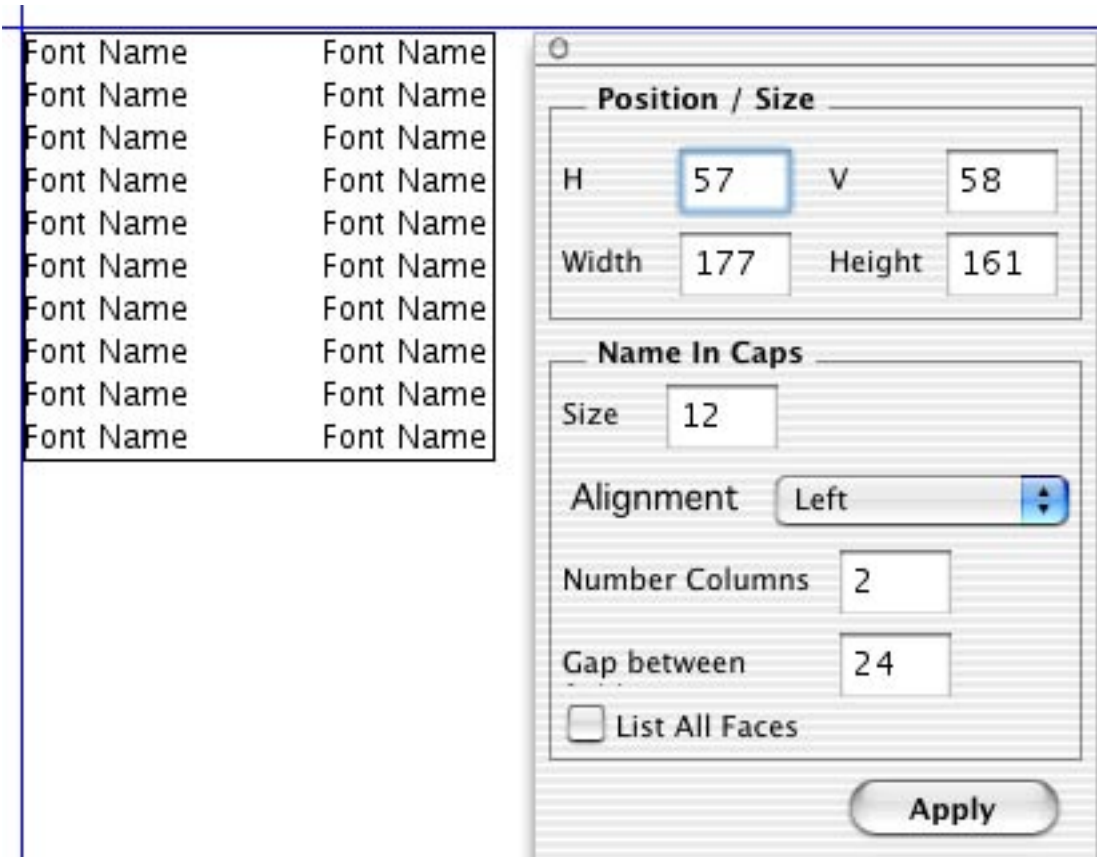 Font Name Font Name
Font Name Font Name
Font Name Font Name
Font Name Font Name
Font Name Font Name
Font Name Font Name
Font Name Font Name
Font Name Font Name
Font Name Font Name
Font Name Font Name
Position / Size
H 57 V 58
Width 177 Height 161
Name In Caps
Size 12
Alignment Left
Number Columns 2
Gap between 24
List All Faces
Apply